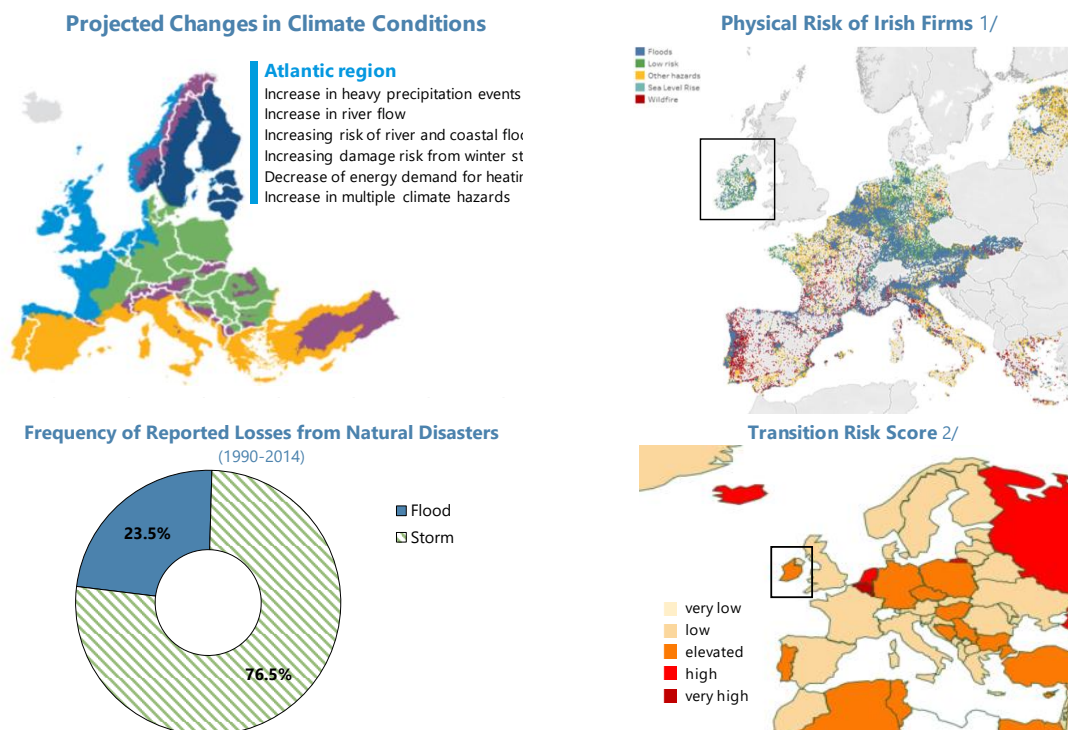 Projected Changes in Climate Conditions
Atlantic region
Increase in heavy precipitation events
Increase in river flow
Increasing risk of river and coastal
Increasing damage risk from winter
Decrease of energy demand for
Increase in multiple climate hazards
Physical Risk of Irish Firms 1/
Floods
Low risk
Other hazards
Sea Level Rise
Wildfire
Frequency of Reported Losses from Natural Disasters
(1990-2014)
23.5%
76.5%
Flood
Storm
Transition Risk Score 2/
very low
low
elevated
high
very high